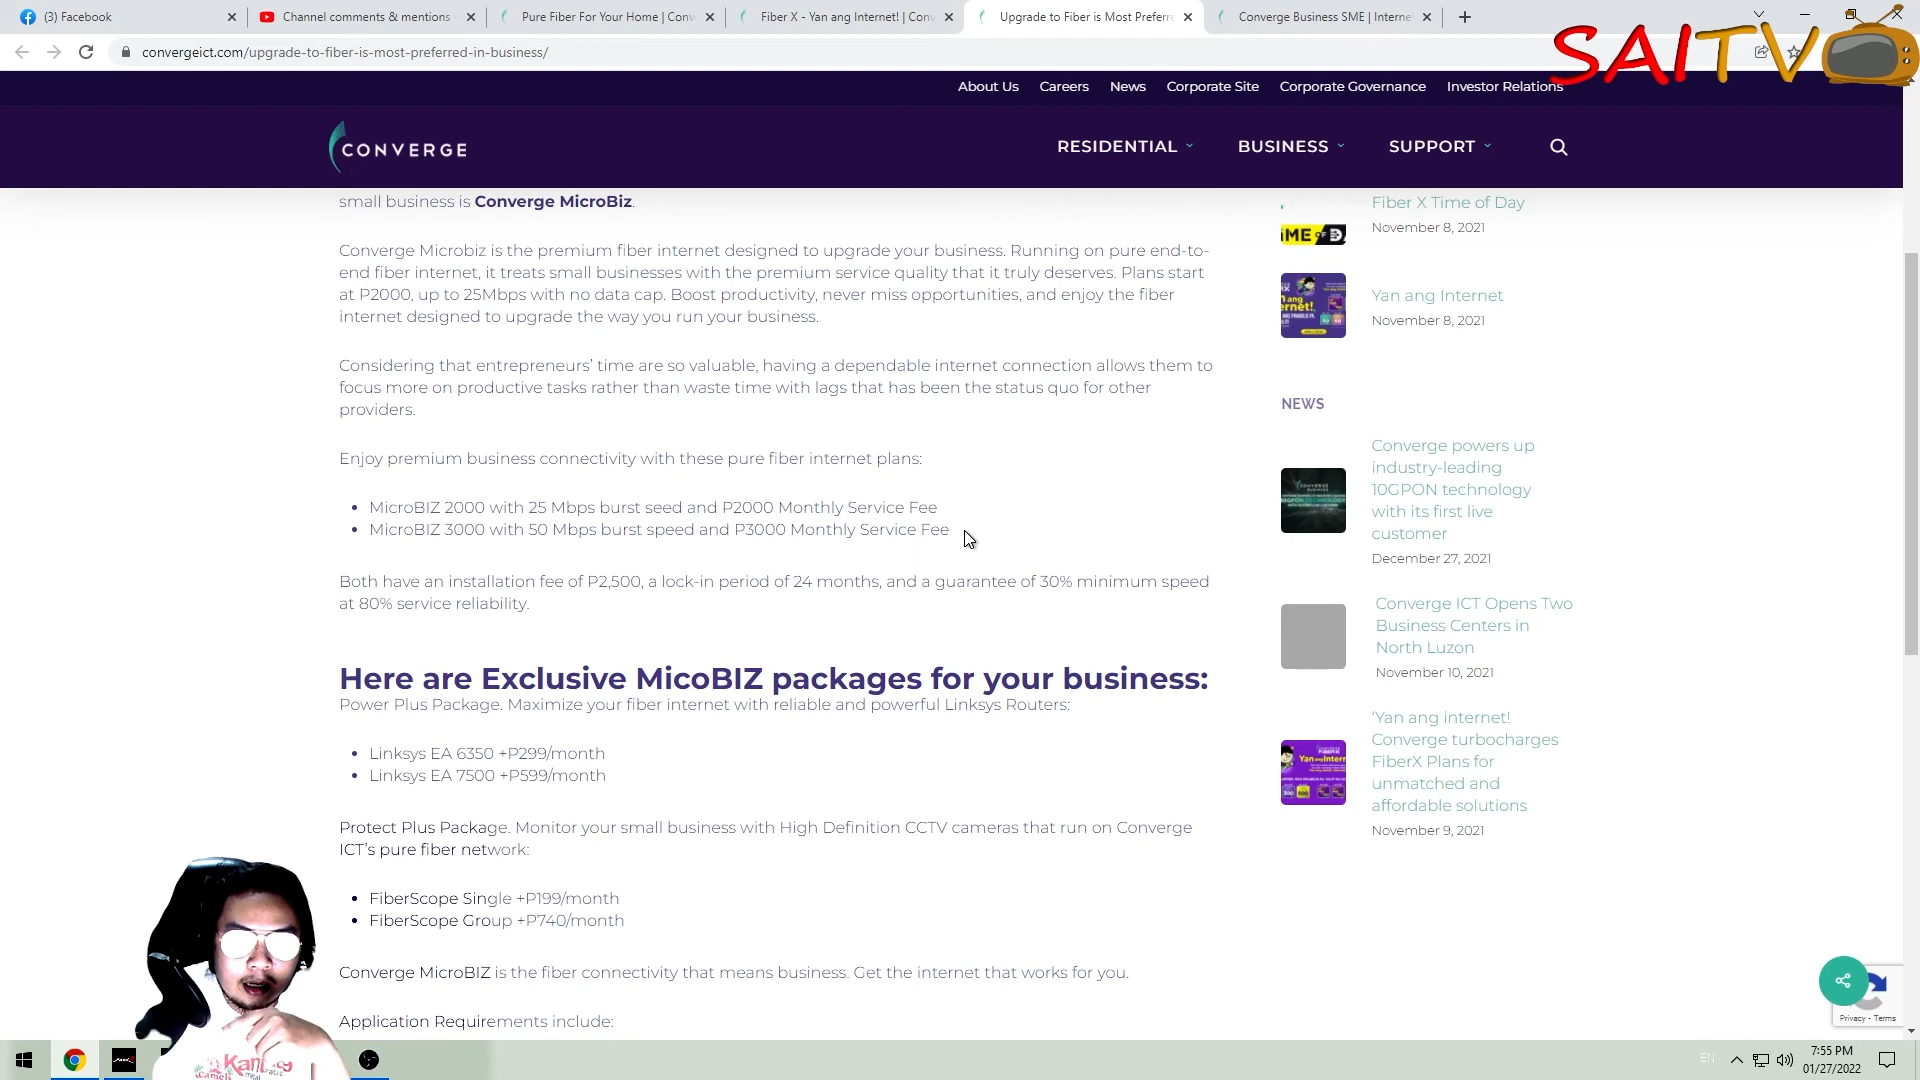 (3) Facebook
Channel comments & mentions -
Pure Fiber For Your Home | Conv
Fiber X - Yan ang Internet! | Conv
Upgrade to Fiber is Most Preferre
Converge Business SME | Interne
convergeict.com/upgrade-to-fiber-is-most-preferred-in-business/
SAITV
About Us Careers News Corporate Site Corporate Governance Investor Relations
CONVERGE
RESIDENTIAL BUSINESS SUPPORT
small business is Converge MicroBiz.
Converge Microbiz is the premium fiber internet designed to upgrade your business. Running on pure end-to-
end fiber internet, it treats small businesses with the premium service quality that it truly deserves. Plans start
at P2000, up to 25Mbps with no data cap. Boost productivity, never miss opportunities, and enjoy the fiber
internet designed to upgrade the way you run your business.
Considering that entrepreneurs’ time are so valuable, having a dependable internet connection allows them to
focus more on productive tasks rather than waste time with lags that has been the status quo for other
providers.
Enjoy premium business connectivity with these pure fiber internet plans:
• MicroBIZ 2000 with 25 Mbps burst seed and P2000 Monthly Service Fee
• MicroBIZ 3000 with 50 Mbps burst speed and P3000 Monthly Service Fee
Both have an installation fee of P2,500, a lock-in period of 24 months, and a guarantee of 30% minimum speed
at 80% service reliability.
Here are Exclusive MicoBIZ packages for your business:
Power Plus Package. Maximize your fiber internet with reliable and powerful Linksys Routers:
• Linksys EA 6350 +P299/month
• Linksys EA 7500 +P599/month
Protect Plus Package. Monitor your small business with High Definition CCTV cameras that run on Converge
ICT’s pure fiber network:
• FiberScope Single +P199/month
• FiberScope Group +P740/month
Converge MicroBIZ is the fiber connectivity that means business. Get the internet that works for you.
Application Requirements include:
Fiber X Time of Day
November 8, 2021
Yan ang Internet
November 8, 2021
NEWS
Converge powers up
industry-leading
10GPON technology
with its first live
customer
December 27, 2021
Converge ICT Opens Two
Business Centers in
North Luzon
November 10, 2021
‘Yan ang internet!
Converge turbocharges
FiberX Plans for
unmatched and
affordable solutions
November 9, 2021
Privacy - Terms
EN
7:55 PM
01/27/2022